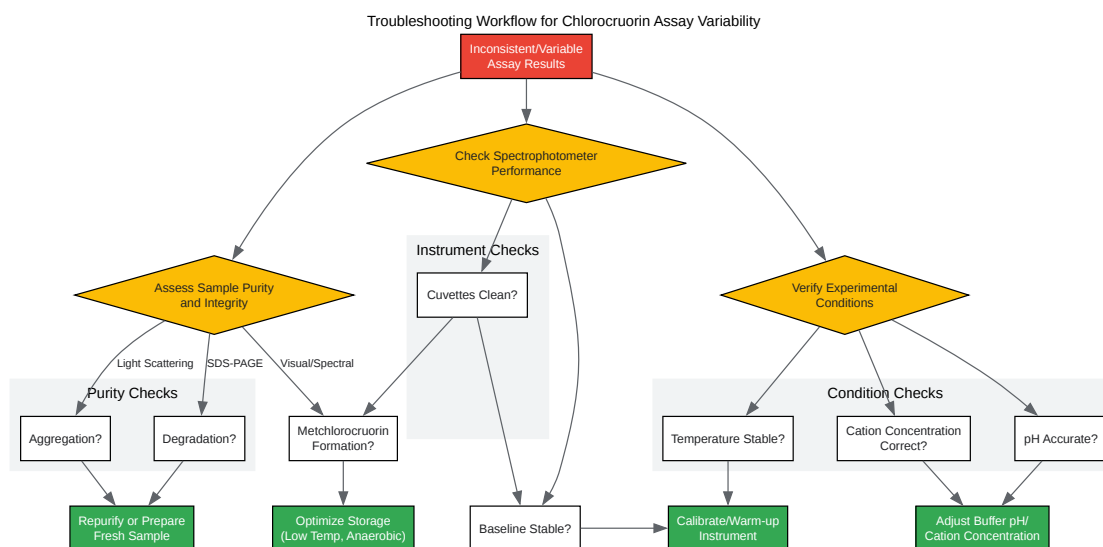 Troubleshooting Workflow for Chlorocruorin Assay Variability
Inconsistent/Variable
Assay Results
Check Spectrophotometer
Performance
Instrument Checks
Cuvettes Clean?
Assess Sample Purity
and Integrity
Verify Experimental
Conditions
Light Scattering
SDS-PAGE
Visual/Spectral
Purity Checks
Aggregation?
Degradation?
Metchlorocruorin
Formation?
Condition Checks
Temperature Stable?
Cation Concentration
Correct?
pH Accurate?
Repurify or Prepare
Fresh Sample
Optimize Storage
(Low Temp, Anaerobic)
Baseline Stable?
Calibrate/Warm-up
Instrument
Adjust Buffer pH/
Cation Concentration